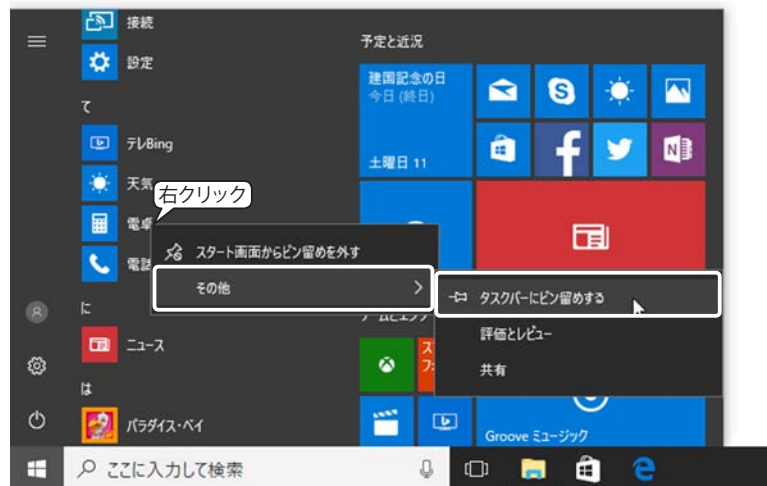 接続
設定
て
テレBing
天気
右クリック
電卓
電話
に
ニュース
は
パラダイス・ベイ
予定と近況
建国記念の日
今日 (終日)
土曜日 11
スタート画面からピン留めを外す
その他
タスクバーにピン留めする
評価とレビュー
共有
Groove ミュージック
ここに入力して検索